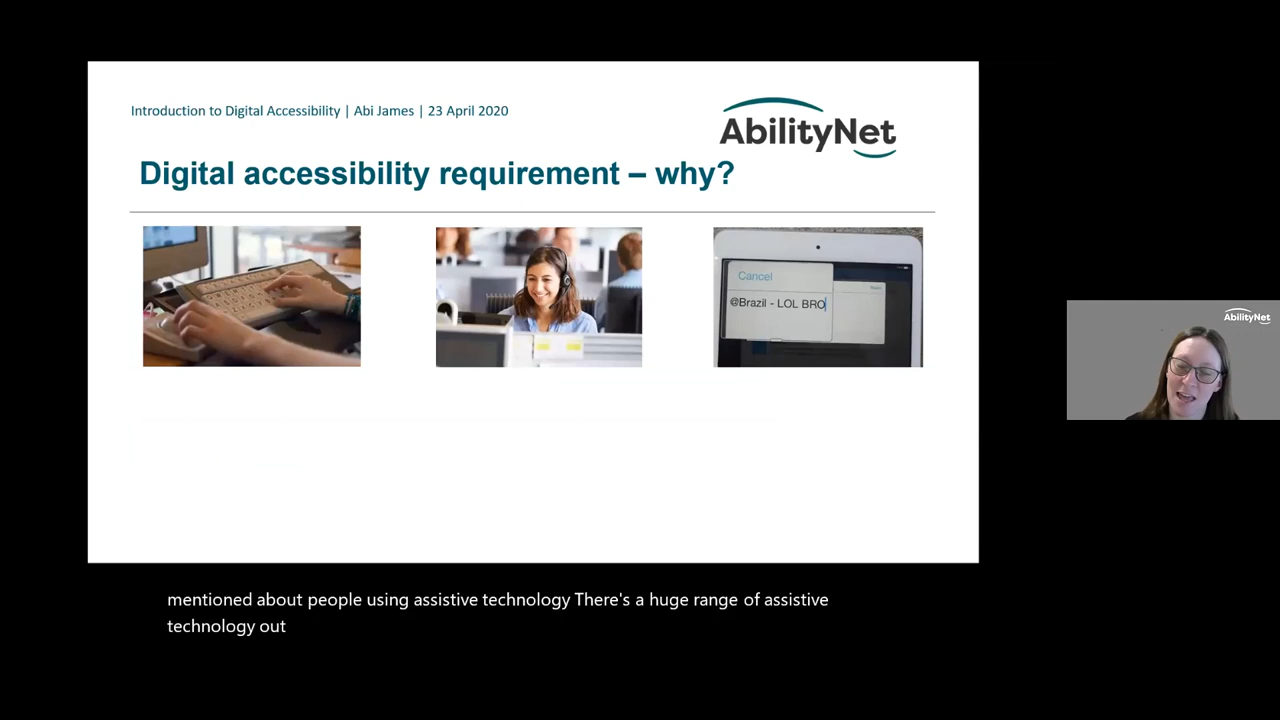 Introduction to Digital Accessibility | Abi James | 23 April 2020
AbilityNet
Digital accessibility requirement – why?
Cancel
@Brazil - LOL BRO
AbilityNet
mentioned about people using assistive technology There's a huge range of assistive
technology out